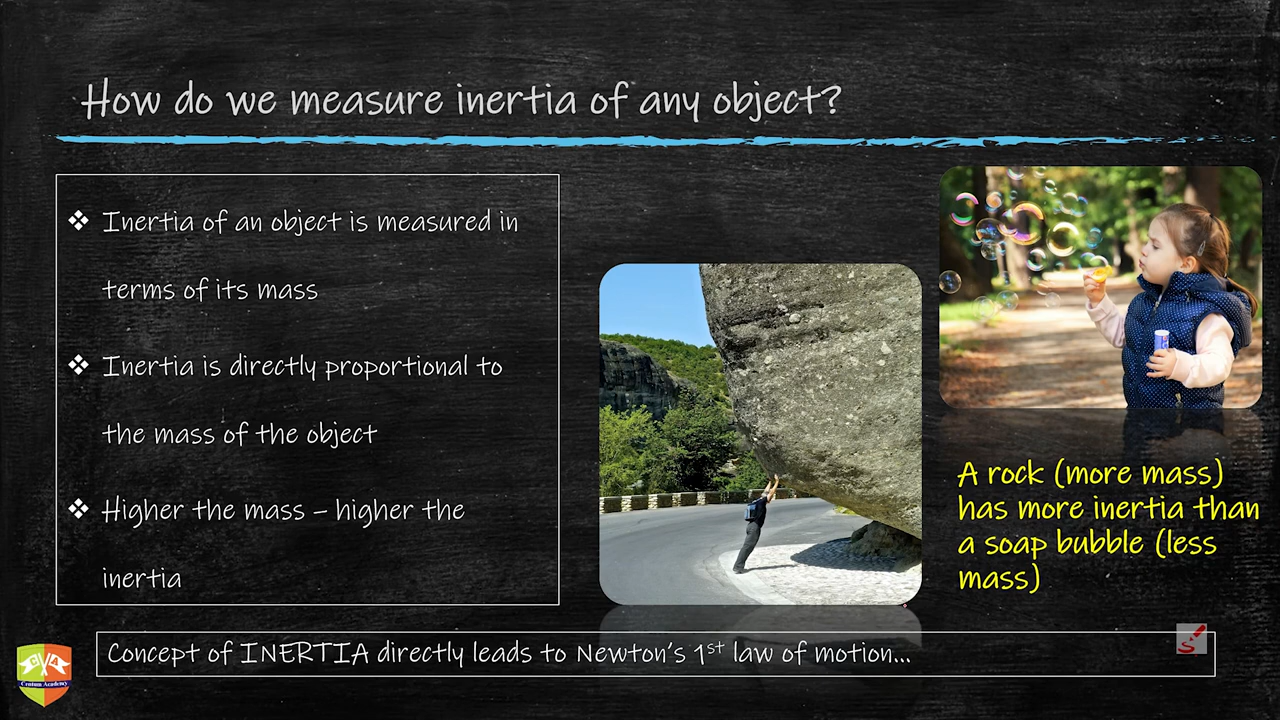 How do we measure inertia of any object?
❖ Inertia of an object is measured in
terms of its mass
❖ Inertia is directly proportional to
the mass of the object
❖ Higher the mass – higher the
inertia
A rock (more mass)
has more inertia than
a soap bubble (less
mass)
Concept of INERTIA directly leads to Newton's 1st law of motion...
Centum Academy